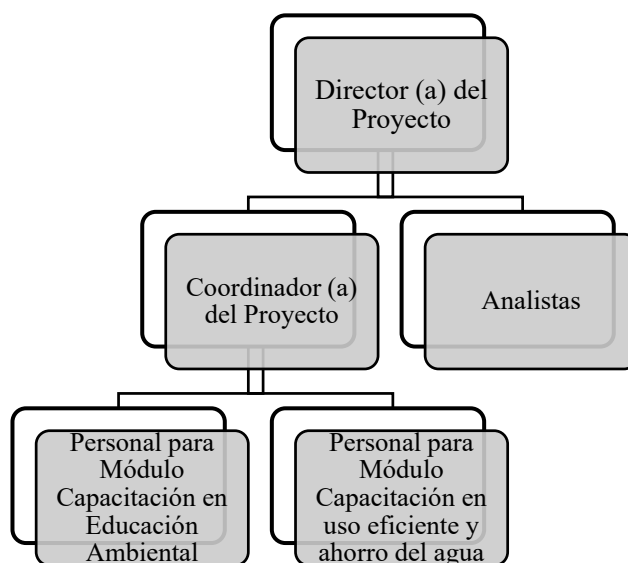 Director (a) del
Proyecto
Coordinador (a)
del Proyecto
Analistas
Personal para
Módulo
Capacitación en
Educación
Ambiental
Personal para
Módulo
Capacitación en
uso eficiente y
ahorro del agua